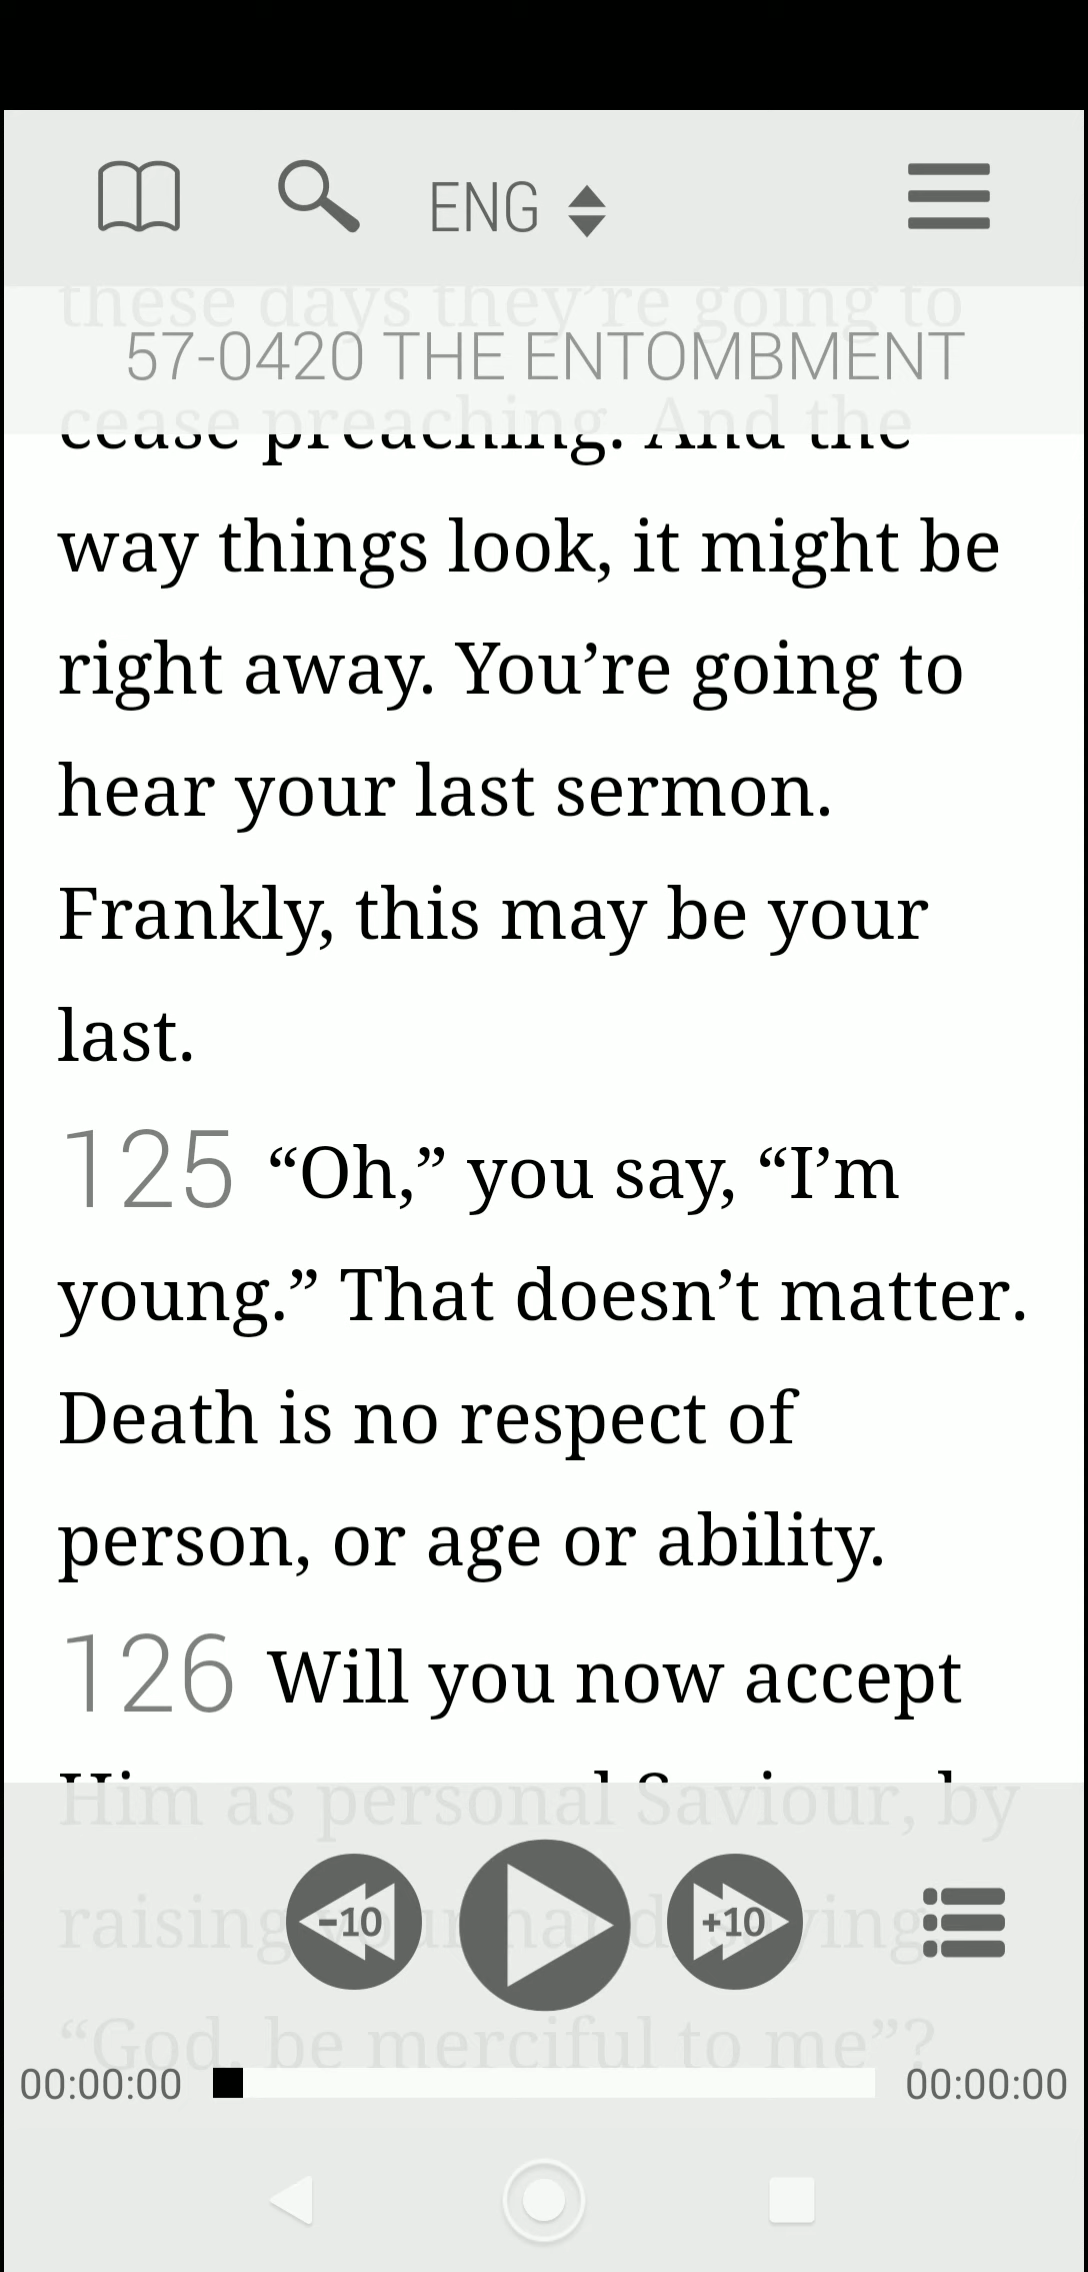 ENG
these days they’re going to
57-0420 THE ENTOMBMENT
cease preaching. And the
way things look, it might be
right away. You’re going to
hear your last sermon.
Frankly, this may be your
last.
125 “Oh,” you say, “I’m
young.” That doesn’t matter.
Death is no respect of
person, or age or ability.
126 Will you now accept
Him as personal Saviour, by
raising your hand, saying
-10 +10
“God, be merciful to me”?
00:00:00 00:00:00